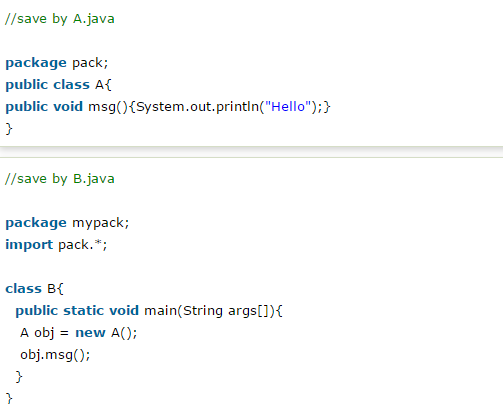 //save by A.java
package pack;
public class A{
public void msg(){System.out.println("Hello");}
}
//save by B.java
package mypack;
import pack.*;
class B{
public static void main(String args[]){
A obj = new A();
obj.msg();
}
}